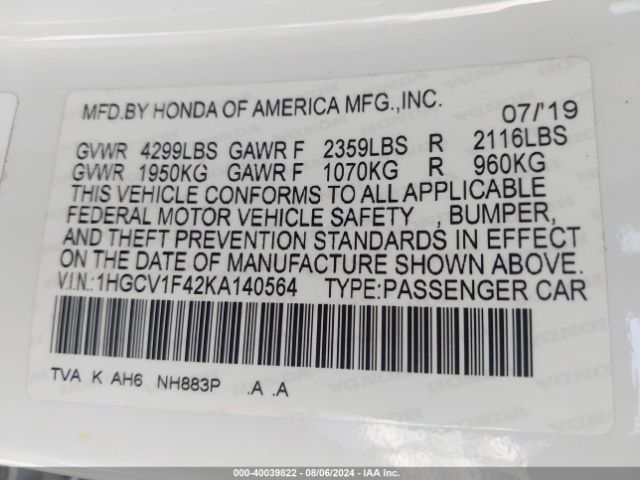 MFD.BY HONDA OF AMERICA MFG.,INC. 07/'19
GVWR 4299LBS GAWR F 2359LBS R 2116LBS
GVWR 1950KG GAWR F 1070KG R 960KG
THIS VEHICLE CONFORMS TO ALL APPLICABLE
FEDERAL MOTOR VEHICLE SAFETY , BUMPER,
AND THEFT PREVENTION STANDARDS IN EFFECT
ON THE DATE OF MANUFACTURE SHOWN ABOVE.
V.I.N.:1HGCV1F42KA140564 TYPE:PASSENGER CAR
TVA K AH6 NH883P .A .A
000-40039822 - 08/06/2024 - IAA Inc.